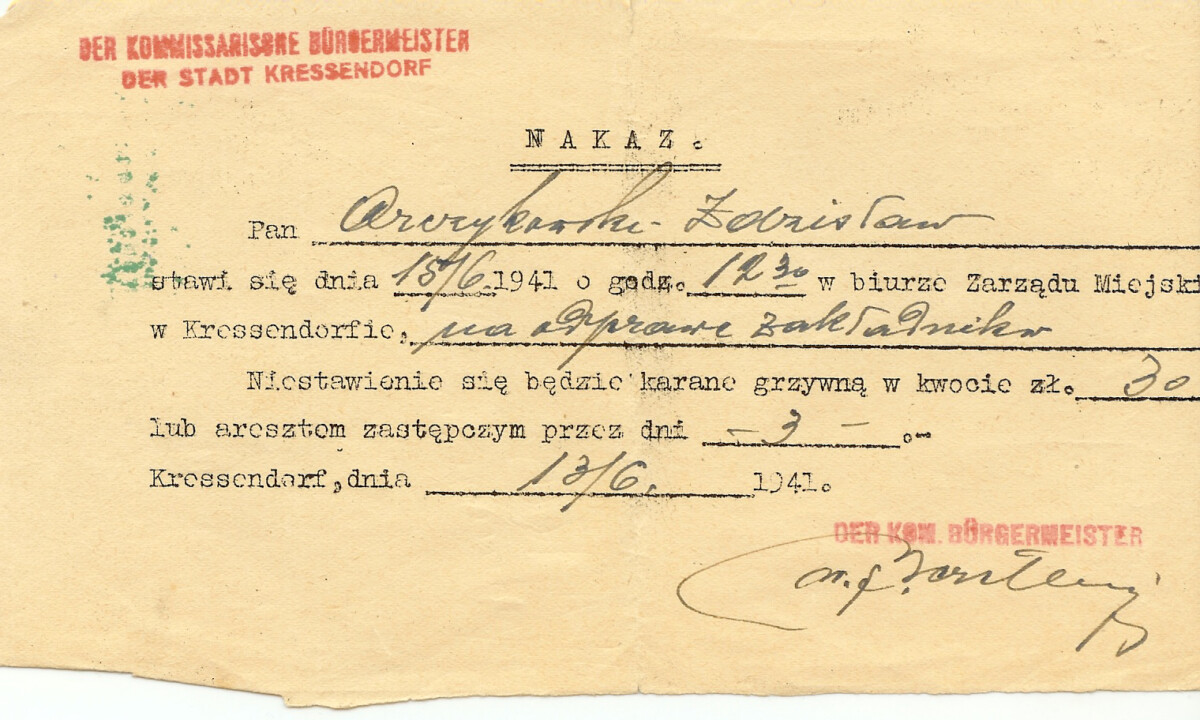 DER KOMMISSARISCHE BÜRGERMEISTER
DER STADT KRESSENDORF
NAKAZ.
Pan Arczykowski Zdzisław
stawi się dnia 15/6.1941 o godz. 12 30 w biurze Zarządu Miejski
w Kressendorfie, na odprawę zakładników
Niestawienie się będzie karane grzywną w kwocie zł. 30
lub aresztem zastępczym przez dni - 3 - .-
Kressendorf, dnia 13/6. 1941.
DER KOM. BÜRGERMEISTER